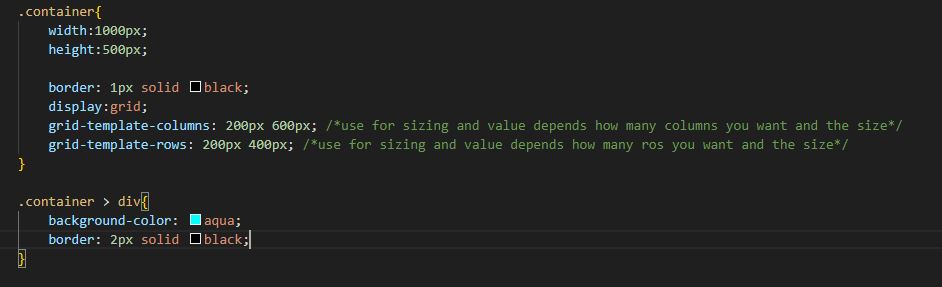 .container{
    width:1000px;
    height:500px;

    border: 1px solid black;
    display:grid;
    grid-template-columns: 200px 600px; /*use for sizing and value depends how many columns you want and the size*/
    grid-template-rows: 200px 400px; /*use for sizing and value depends how many ros you want and the size*/
}

.container > div{
    background-color: aqua;
    border: 2px solid black;
}